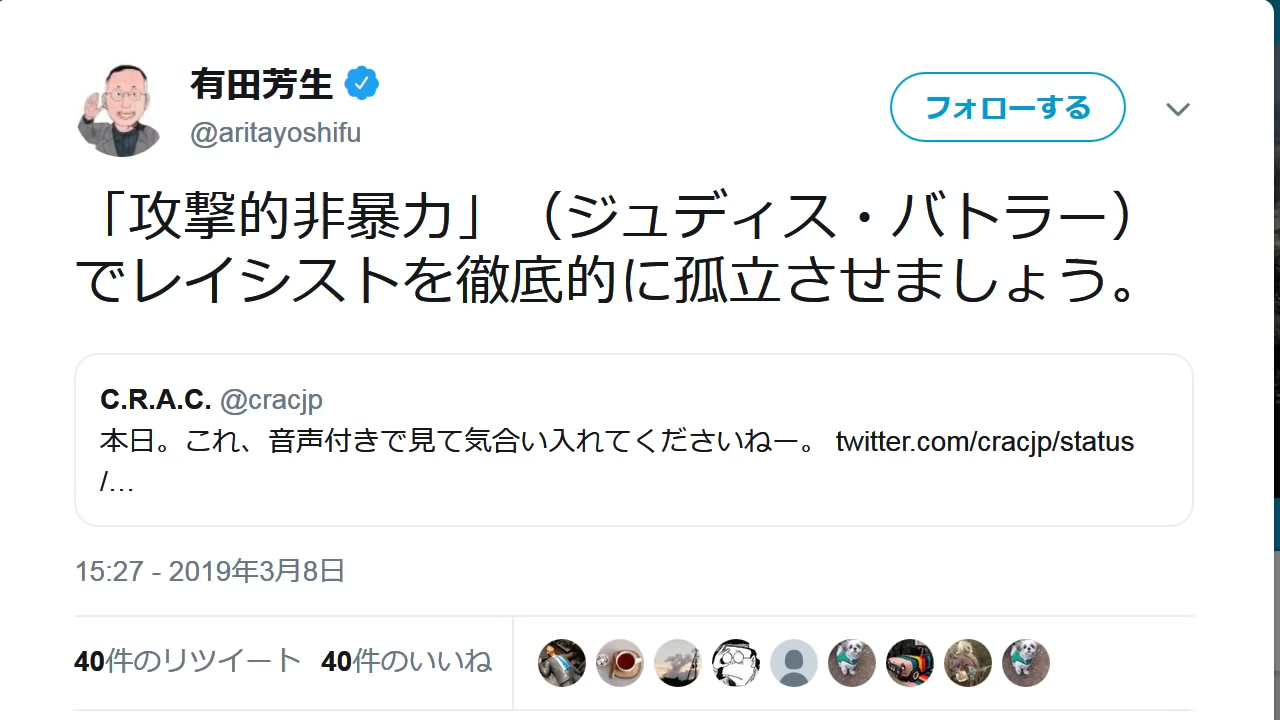 有田芳生
@aritayoshifu
フォローする
「攻撃的非暴力」（ジュディス・バトラー）
でレイシストを徹底的に孤立させましょう。
C.R.A.C. @cracjp
本日。これ、音声付きで見て気合い入れてくださいねー。 twitter.com/cracjp/status
/…
15:27 - 2019年3月8日
40件のリツイート 40件のいいね